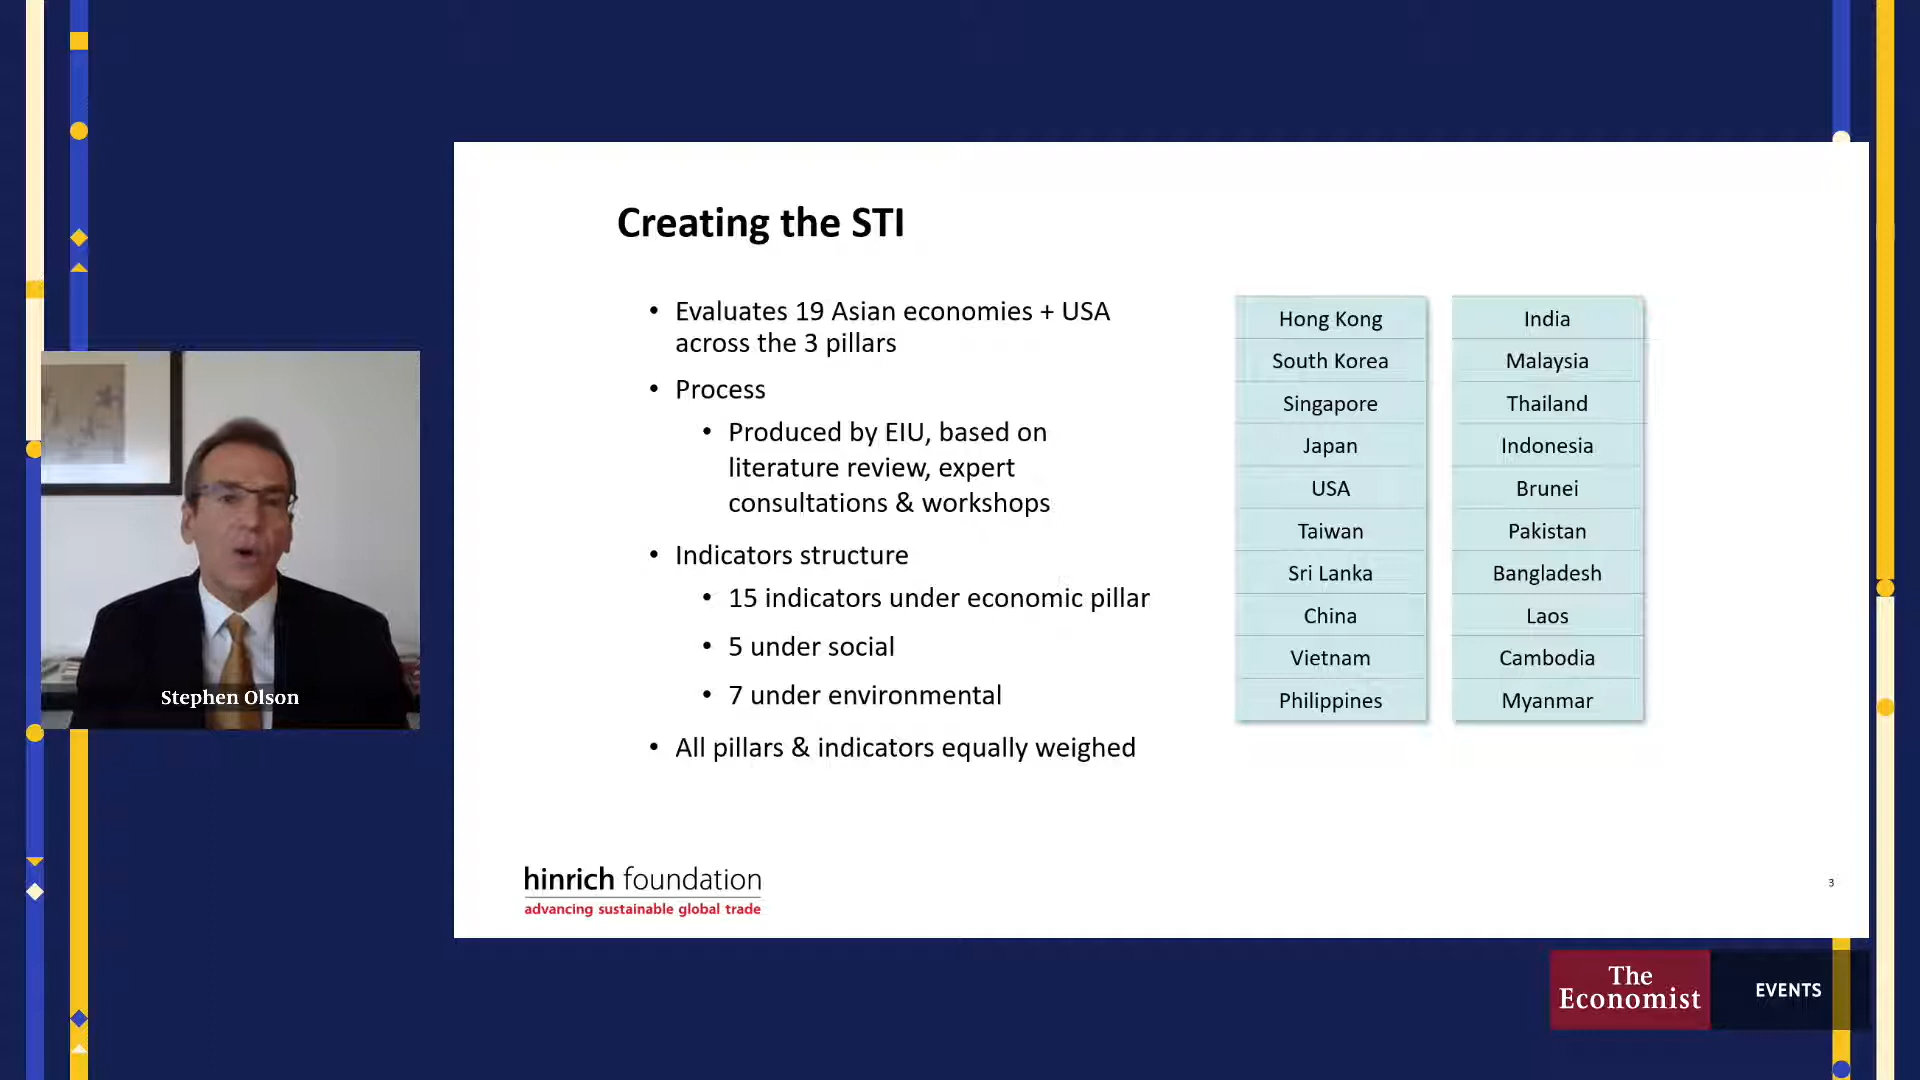 Creating the STI
• Evaluates 19 Asian economies + USA
across the 3 pillars
• Process
• Produced by EIU, based on
literature review, expert
consultations & workshops
• Indicators structure
• 15 indicators under economic pillar
• 5 under social
• 7 under environmental
• All pillars & indicators equally weighed
Hong Kong
South Korea
Singapore
Japan
USA
Taiwan
Sri Lanka
China
Vietnam
Philippines
India
Malaysia
Thailand
Indonesia
Brunei
Pakistan
Bangladesh
Laos
Cambodia
Myanmar
Stephen Olson
hinrich foundation
advancing sustainable global trade
3
The
Economist
EVENTS